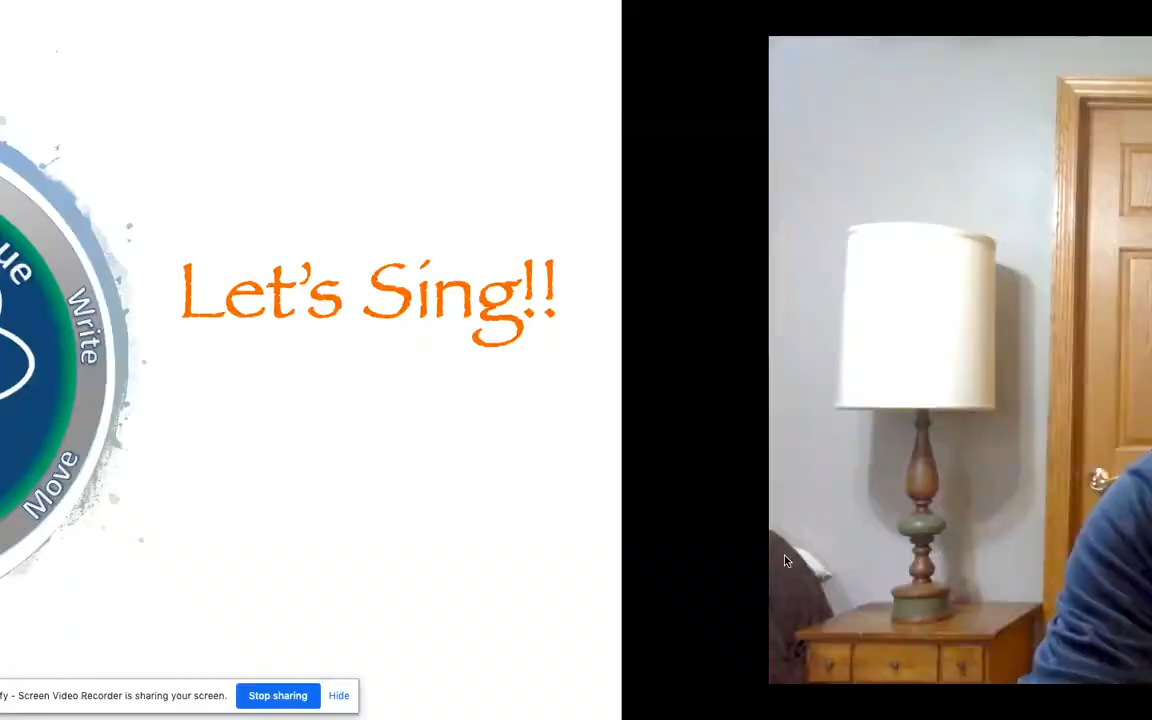 ue
Write
Move
Let's Sing!!
fy - Screen Video Recorder is sharing your screen.
Stop sharing
Hide